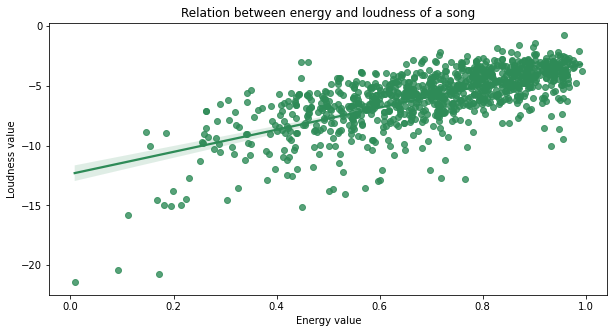 Relation between energy and loudness of a song
0
−5
−10
−15
−20
Loudness value
0.0 0.2 0.4 0.6 0.8 1.0
Energy value